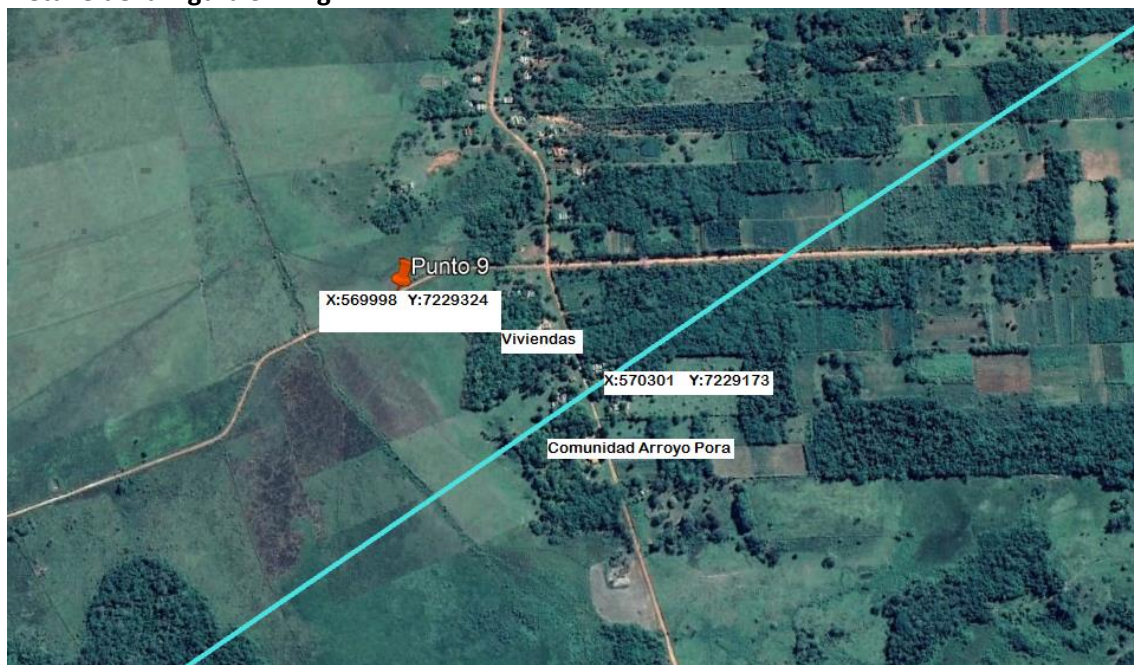 Punto 9
X:569998 Y:7229324
Viviendas
X:570301 Y:7229173
Comunidad Arroyo Pora